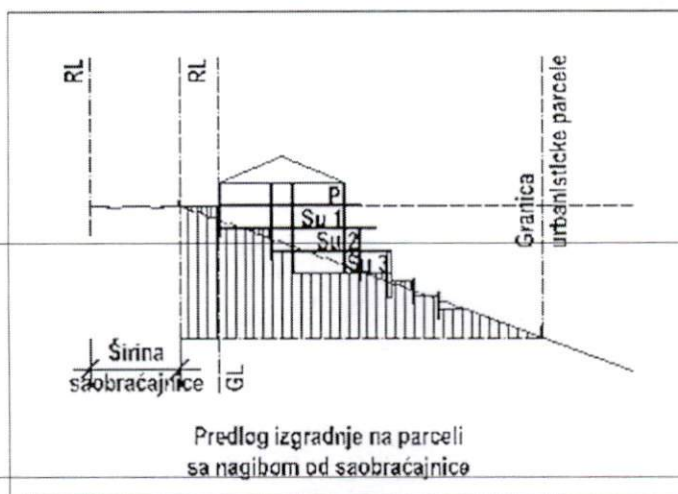 RL
RL
P
Su 1
Su 2
Su 3
Granica
urbanisticke parcele
Širina
saobraćajnice
GL
Predlog izgradnje na parceli
sa nagibom od saobraćajnice